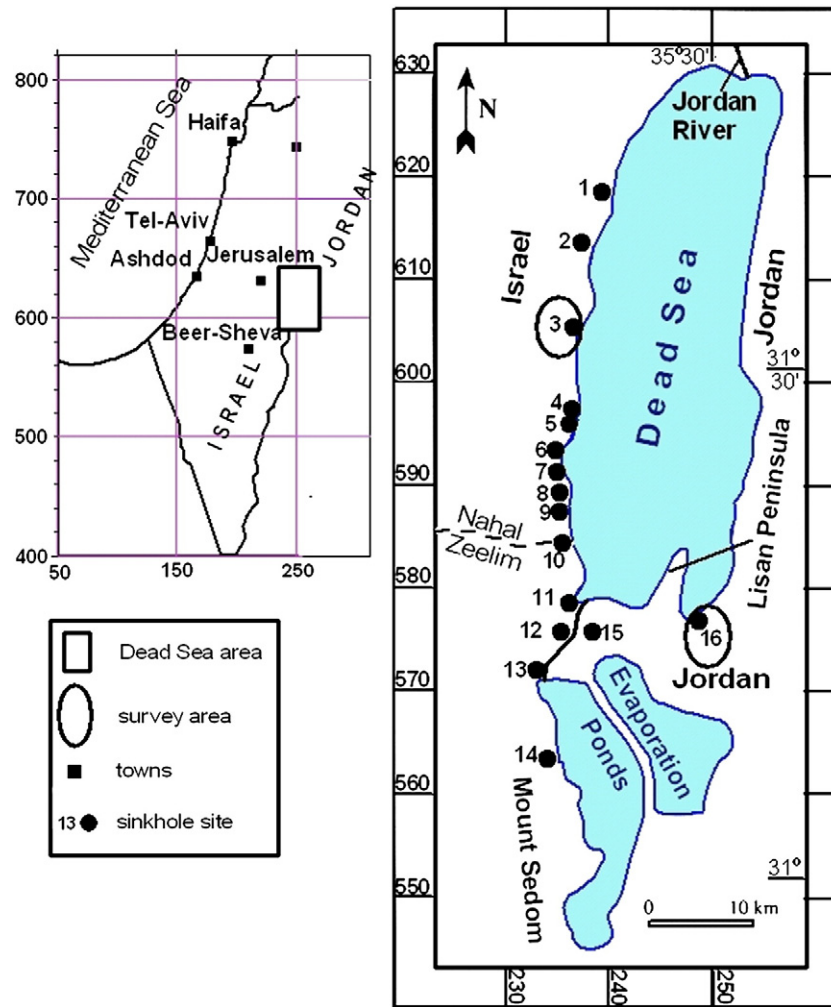 800
700
600
500
400
50
150
250
Mediterranean Sea
Haifa
Tel-Aviv
Ashdod
Jerusalem
Beer-Sheva
ISRAEL
JORDAN
Dead Sea area
survey area
towns
13 sinkhole site
630
620
610
600
590
580
570
560
550
230
240
250
N
35°30'
Jordan
River
1
2
Israel
3
Dead Sea
Jordan
31°
30'
4
5
6
7
8
9
Nahal
Zeelim
10
Lisan Peninsula
11
12
15
16
13
Jordan
Evaporation
Ponds
14
Mount Sedom
31°
0
10 km